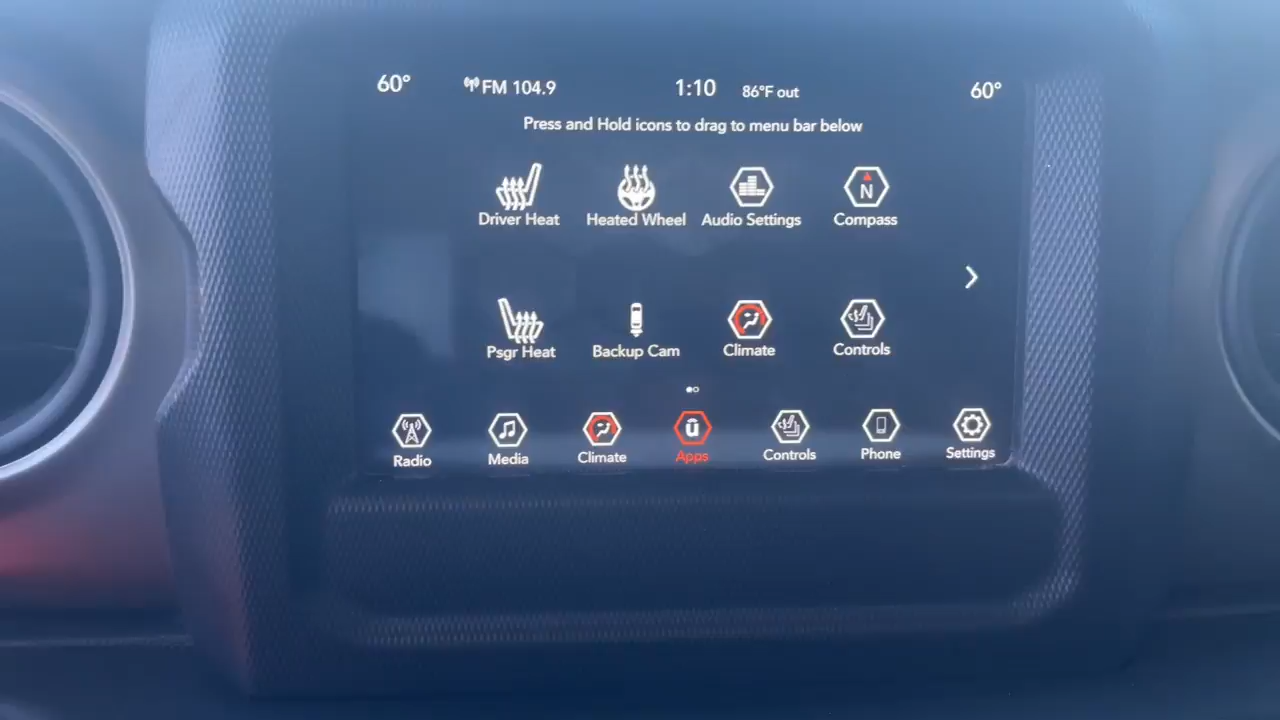 60° FM 104.9 1:10 86°F out 60°
Press and Hold icons to drag to menu bar below
N
Driver Heat Heated Wheel Audio Settings Compass
Psgr Heat Backup Cam Climate Controls
ū
Radio Media Climate Apps Controls Phone Settings